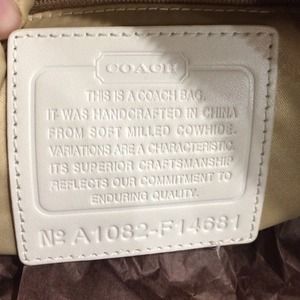 COACH
THIS IS A COACH BAG.
IT WAS HANDCRAFTED IN CHINA
FROM SOFT MILLED COWHIDE.
VARIATIONS ARE A CHARACTERISTIC.
ITS SUPERIOR CRAFTSMANSHIP
REFLECTS OUR COMMITMENT TO
ENDURING QUALITY.
Nº A1082-F14681